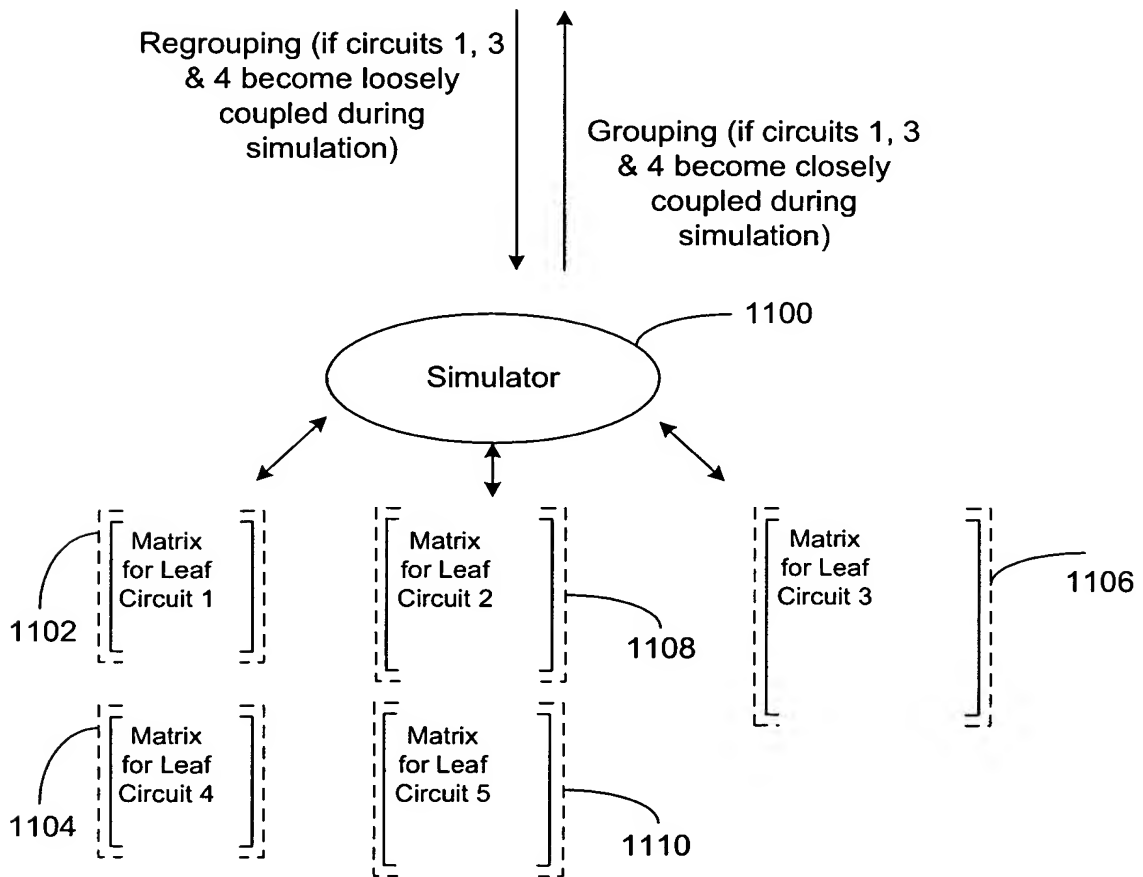 Regrouping (if circuits 1, 3
& 4 become loosely
coupled during
simulation)
Grouping (if circuits 1, 3
& 4 become closely
coupled during
simulation)
1100
Simulator
Matrix
for Leaf
Circuit 1
1102
Matrix
for Leaf
Circuit 2
1108
Matrix
for Leaf
Circuit 3
1106
Matrix
for Leaf
Circuit 4
1104
Matrix
for Leaf
Circuit 5
1110